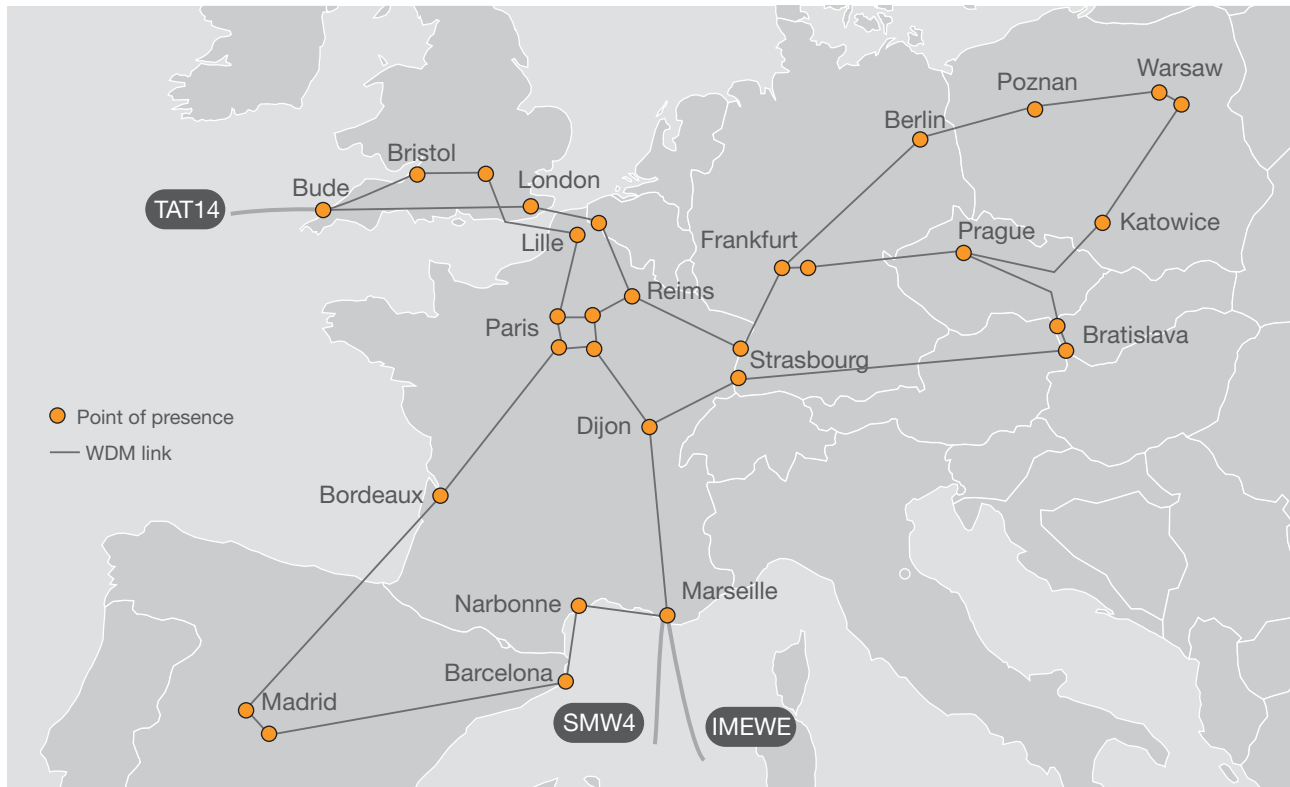 Warsaw
Poznan
Berlin
Bristol
London
Bude
TAT14
Lille
Frankfurt
Prague
Katowice
Reims
Paris
Bratislava
Strasbourg
Point of presence
Dijon
WDM link
Bordeaux
Marseille
Narbonne
Barcelona
Madrid
SMW4
IMEWE